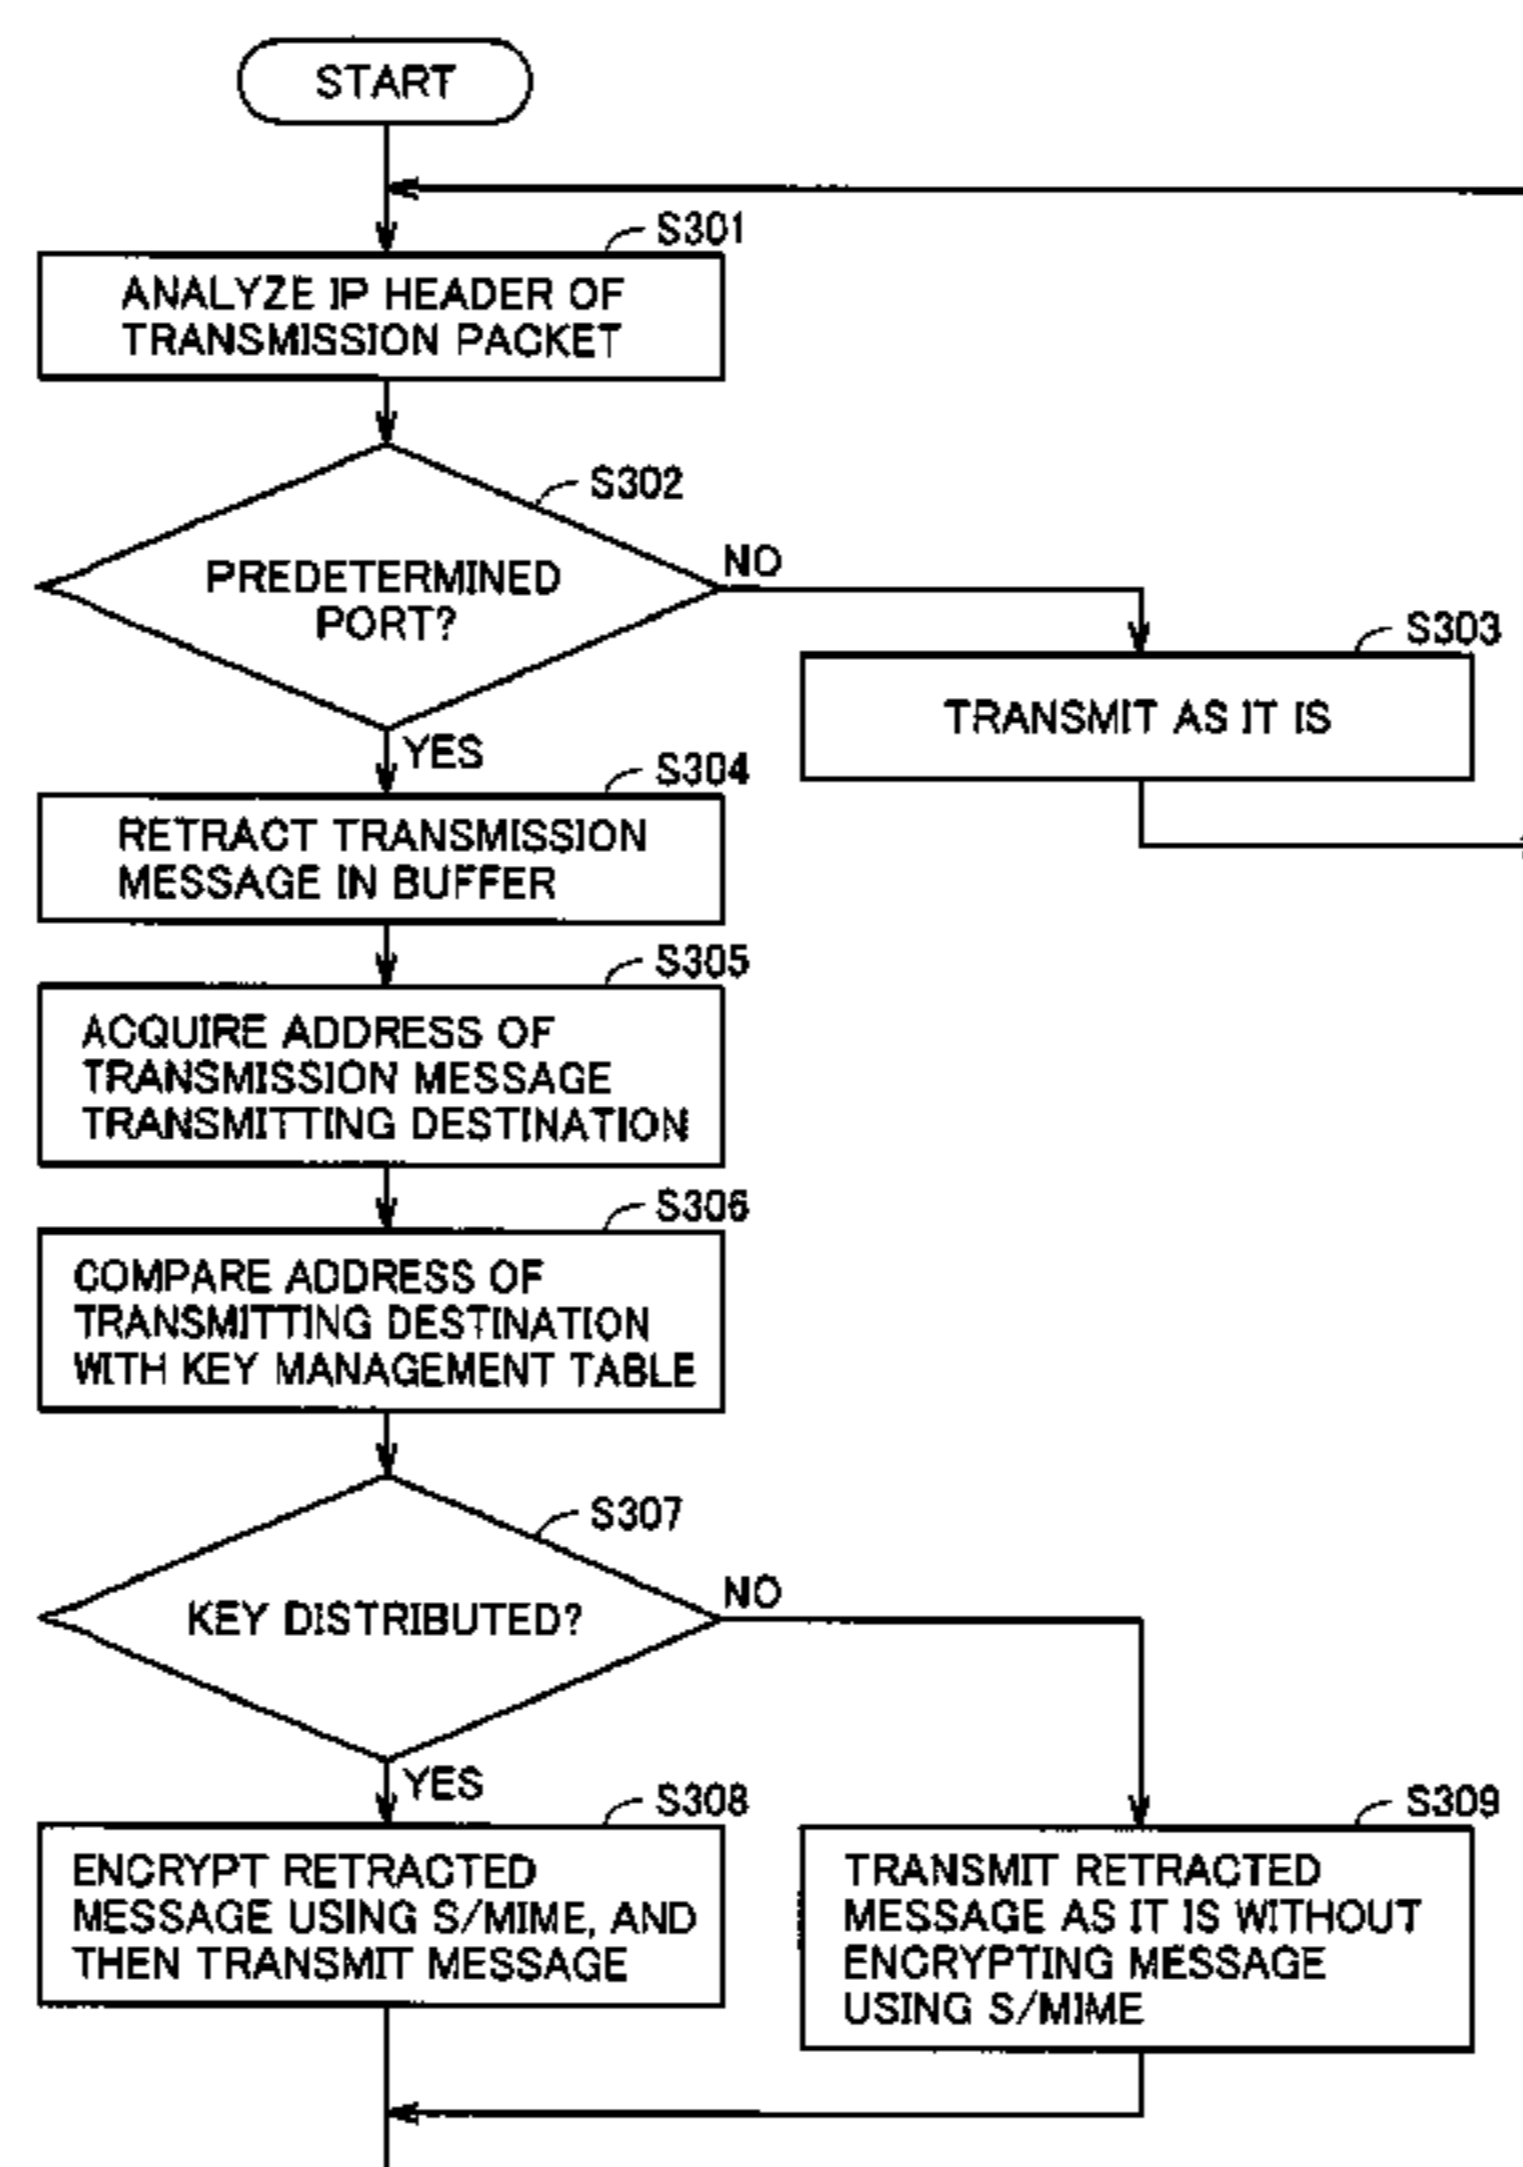 START
S301
ANALYZE IP HEADER OF
TRANSMISSION PACKET
S302
PREDETERMINED
PORT?
NO
S303
TRANSMIT AS IT IS
YES
S304
RETRACT TRANSMISSION
MESSAGE IN BUFFER
S305
ACQUIRE ADDRESS OF
TRANSMISSION MESSAGE
TRANSMITTING DESTINATION
S306
COMPARE ADDRESS OF
TRANSMITTING DESTINATION
WITH KEY MANAGEMENT TABLE
S307
KEY DISTRIBUTED?
NO
YES
S308
ENCRYPT RETRACTED
MESSAGE USING S/MIME, AND
THEN TRANSMIT MESSAGE
S309
TRANSMIT RETRACTED
MESSAGE AS IT IS WITHOUT
ENCRYPTING MESSAGE
USING S/MIME